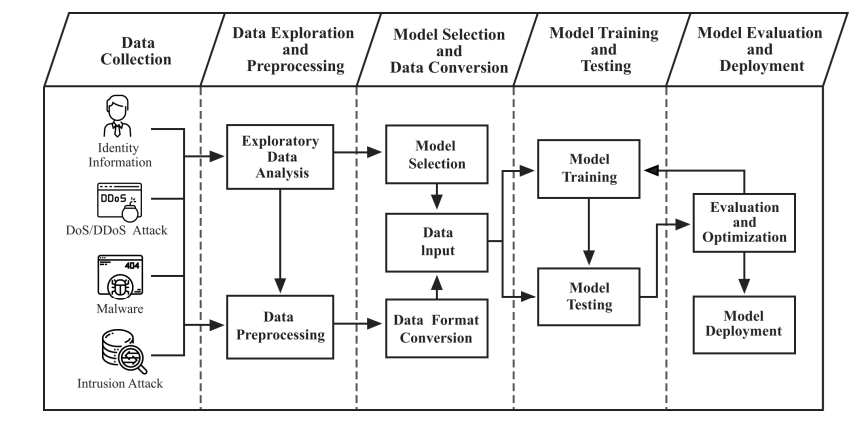 Data
Collection
Data Exploration
and
Preprocessing
Model Selection
and
Data Conversion
Model Training
and
Testing
Model Evaluation
and
Deployment
Identity
Information
DDoS
DoS/DDoS Attack
404
Malware
Intrusion Attack
Exploratory
Data
Analysis
Data
Preprocessing
Model
Selection
Data
Input
Data Format
Conversion
Model
Training
Model
Testing
Evaluation
and
Optimization
Model
Deployment